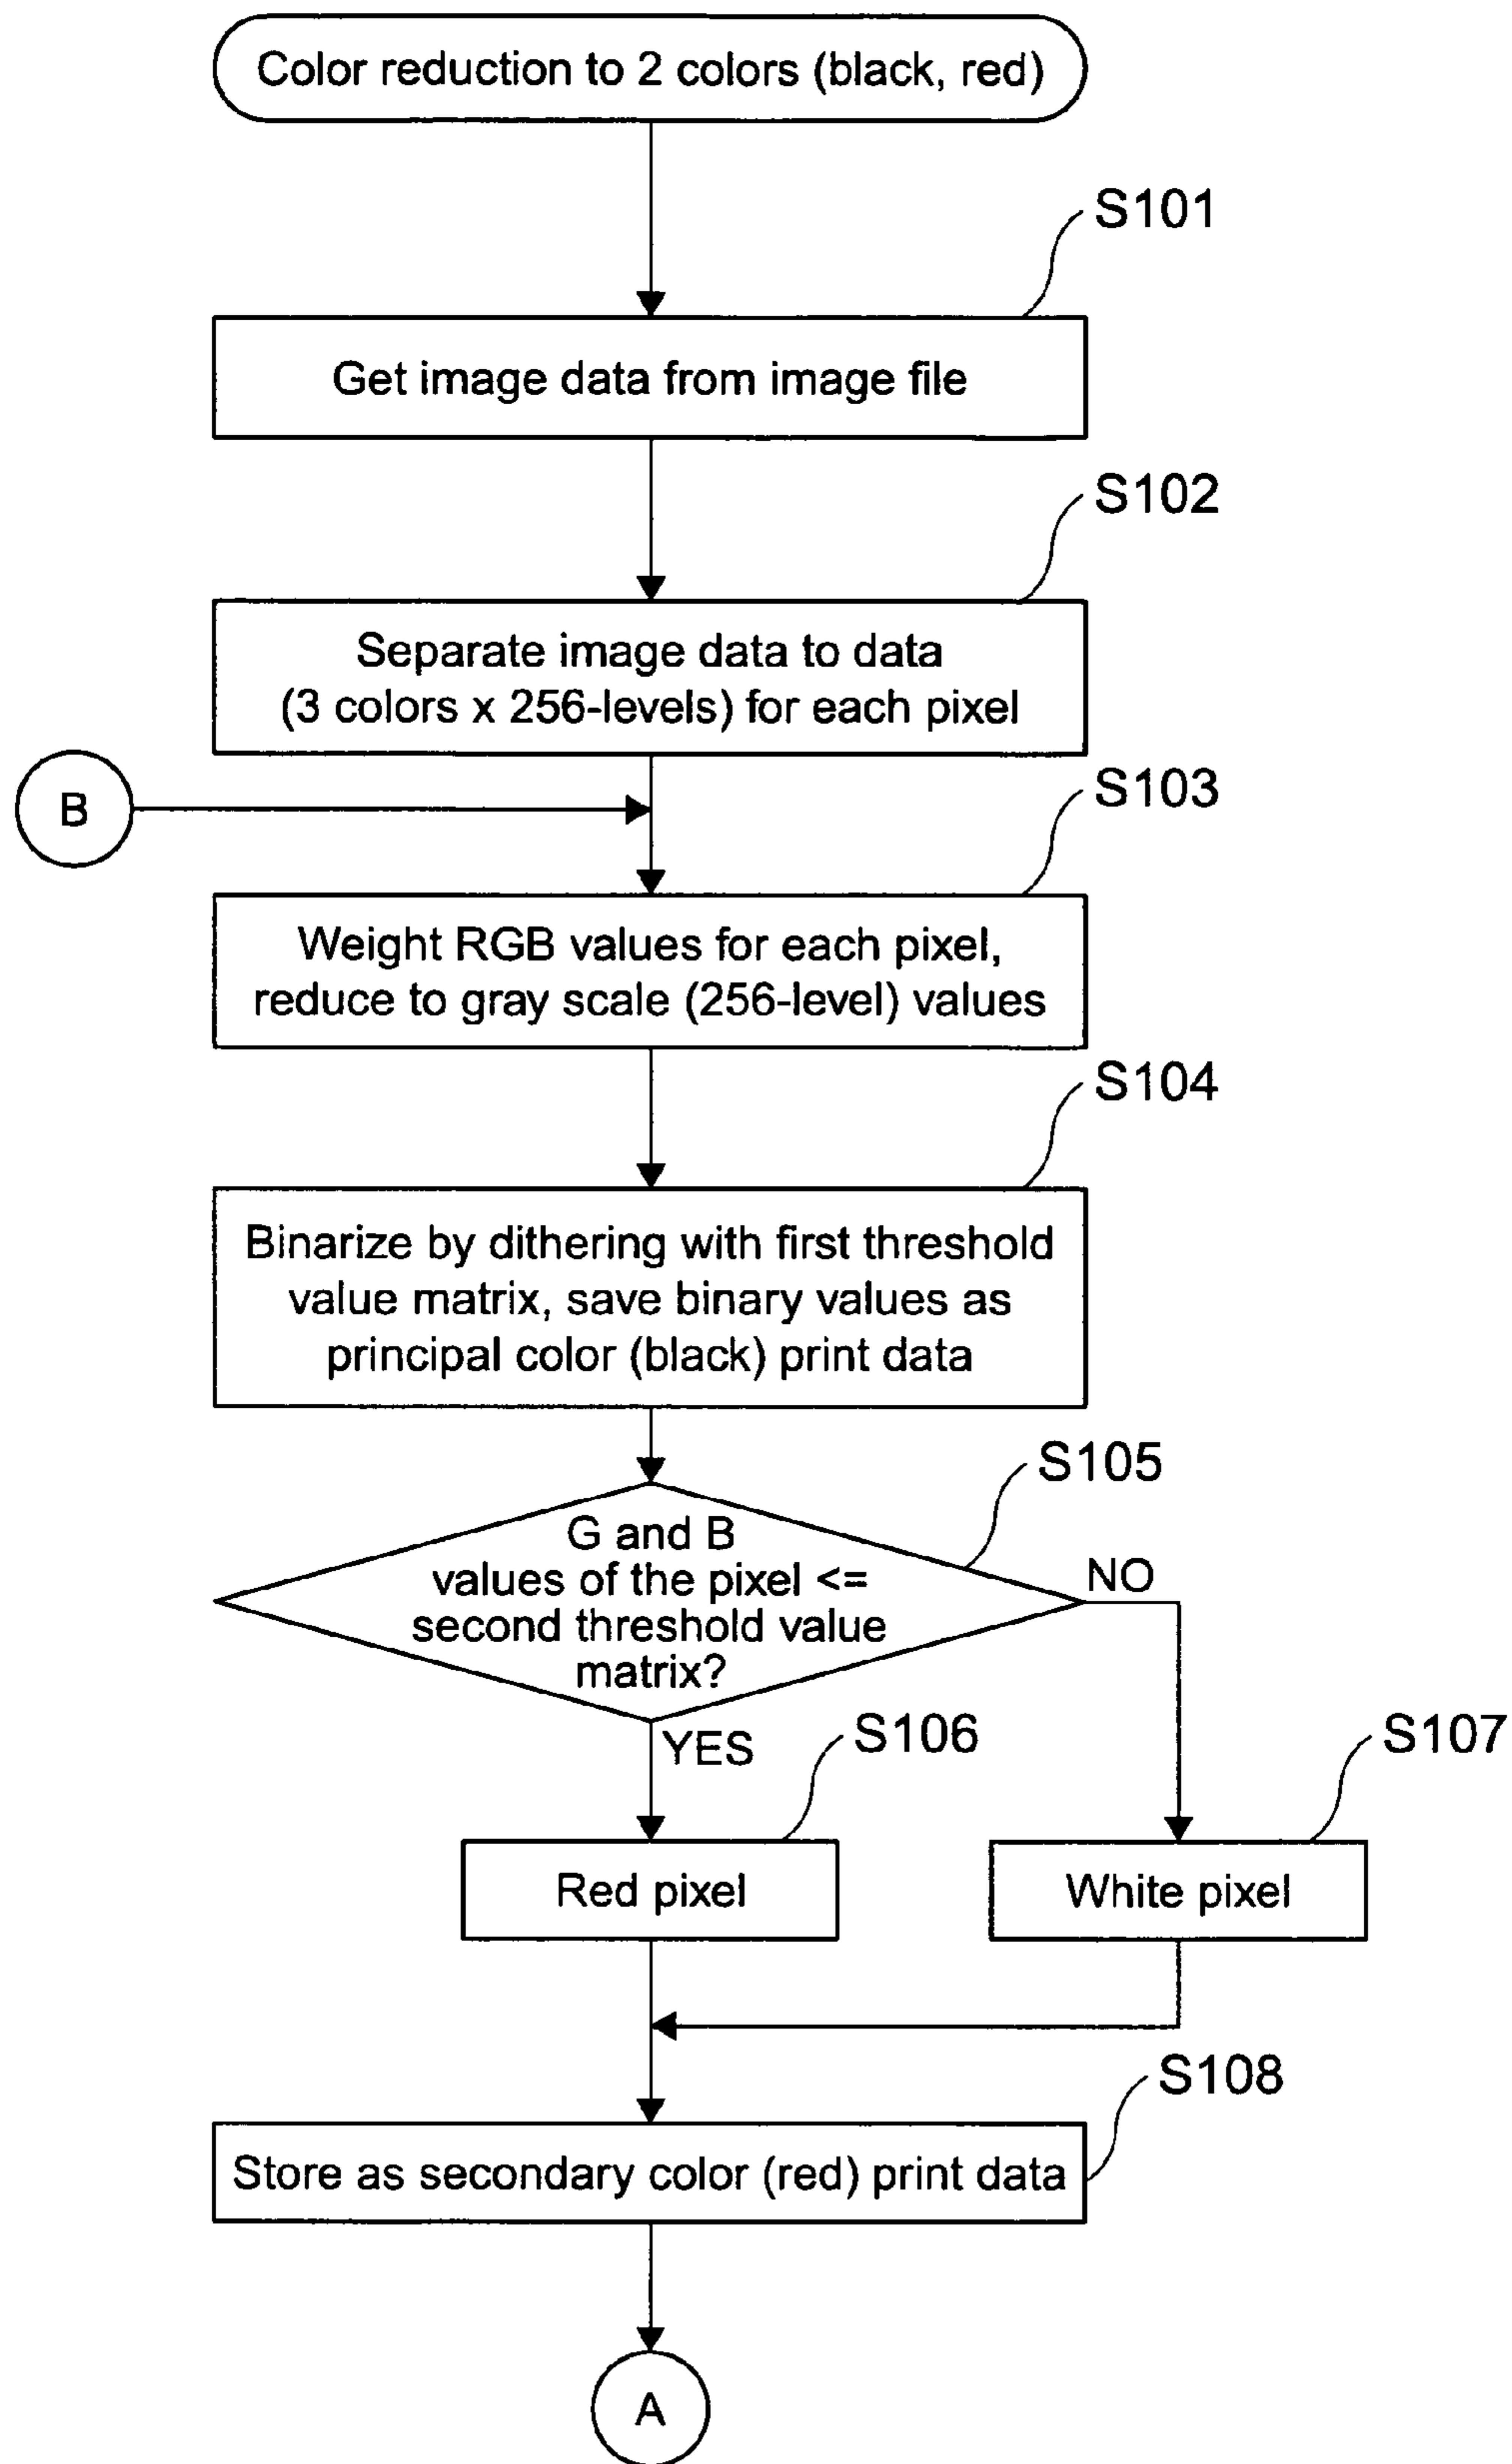 Color reduction to 2 colors (black, red)
S101
Get image data from image file
S102
Separate image data to data
(3 colors x 256-levels) for each pixel
B
S103
Weight RGB values for each pixel,
reduce to gray scale (256-level) values
S104
Binarize by dithering with first threshold
value matrix, save binary values as
principal color (black) print data
S105
G and B
values of the pixel <=
second threshold value
matrix?
NO
YES
S106
S107
Red pixel
White pixel
S108
Store as secondary color (red) print data
A